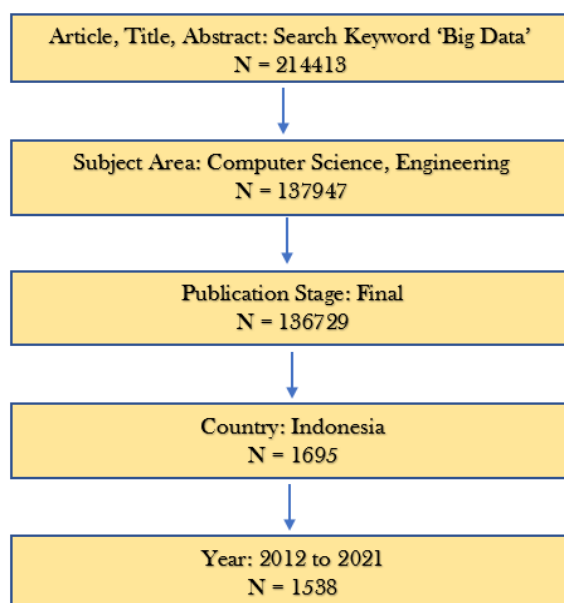 Article, Title, Abstract: Search Keyword ‘Big Data’
N = 214413
Subject Area: Computer Science, Engineering
N = 137947
Publication Stage: Final
N = 136729
Country: Indonesia
N = 1695
Year: 2012 to 2021
N = 1538